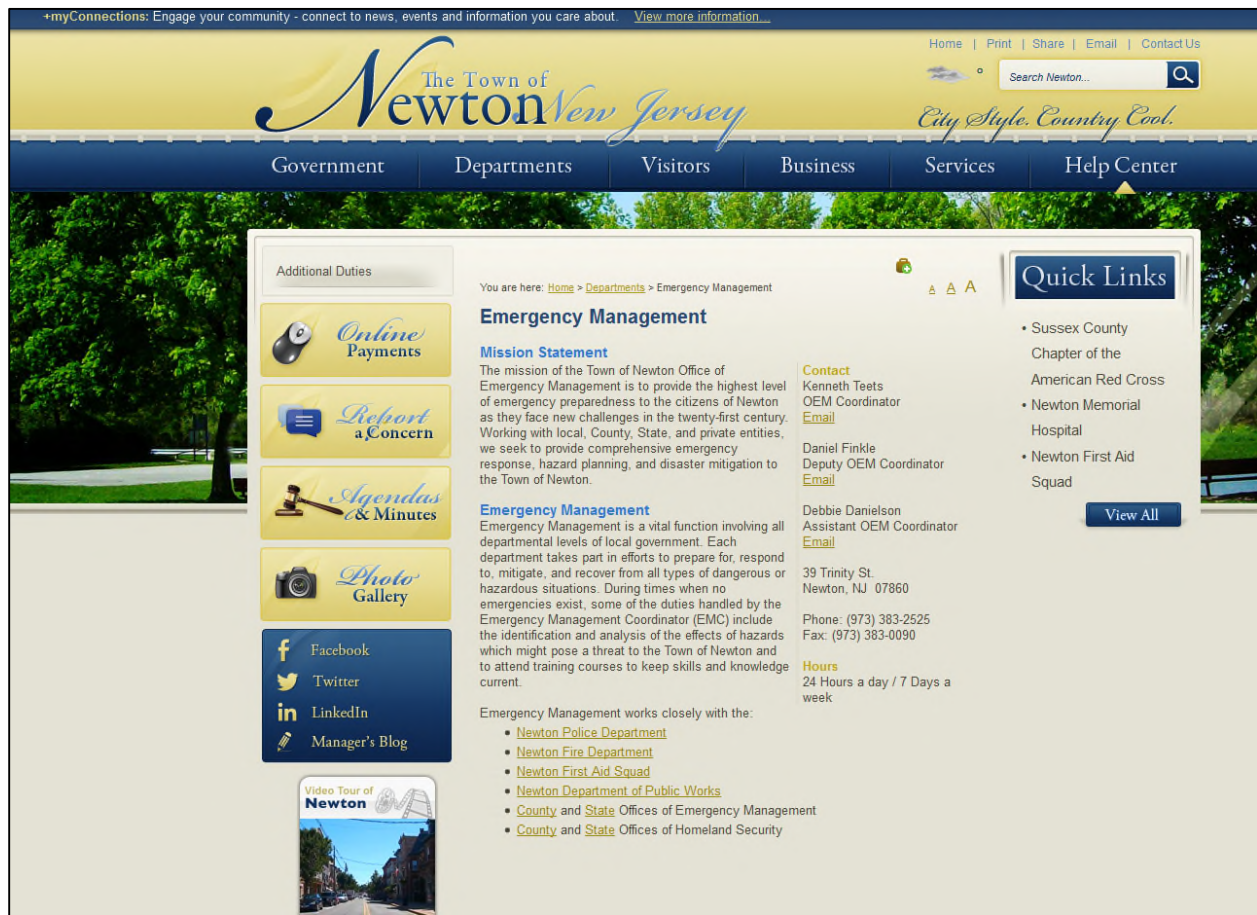 +myConnections: Engage your community - connect to news, events and information you care about. View more information...
Home | Print | Share | Email | Contact Us
The Town of
Newton New Jersey
Search Newton...
City Style. Country Cool.
Government Departments Visitors Business Services Help Center
Additional Duties
Online
Payments
Report
a Concern
Agendas
& Minutes
Photo
Gallery
Facebook
Twitter
LinkedIn
Manager's Blog
Video Tour of
Newton
You are here: Home > Departments > Emergency Management
A A A
Emergency Management
Mission Statement
The mission of the Town of Newton Office of
Emergency Management is to provide the highest level
of emergency preparedness to the citizens of Newton
as they face new challenges in the twenty-first century.
Working with local, County, State, and private entities,
we seek to provide comprehensive emergency
response, hazard planning, and disaster mitigation to
the Town of Newton.
Emergency Management
Emergency Management is a vital function involving all
departmental levels of local government. Each
department takes part in efforts to prepare for, respond
to, mitigate, and recover from all types of dangerous or
hazardous situations. During times when no
emergencies exist, some of the duties handled by the
Emergency Management Coordinator (EMC) include
the identification and analysis of the effects of hazards
which might pose a threat to the Town of Newton and
to attend training courses to keep skills and knowledge
current.
Emergency Management works closely with the:
• Newton Police Department
• Newton Fire Department
• Newton First Aid Squad
• Newton Department of Public Works
• County and State Offices of Emergency Management
• County and State Offices of Homeland Security
Contact
Kenneth Teets
OEM Coordinator
Email
Daniel Finkle
Deputy OEM Coordinator
Email
Debbie Danielson
Assistant OEM Coordinator
Email
39 Trinity St.
Newton, NJ 07860
Phone: (973) 383-2525
Fax: (973) 383-0090
Hours
24 Hours a day / 7 Days a
week
Quick Links
• Sussex County
Chapter of the
American Red Cross
• Newton Memorial
Hospital
• Newton First Aid
Squad
View All